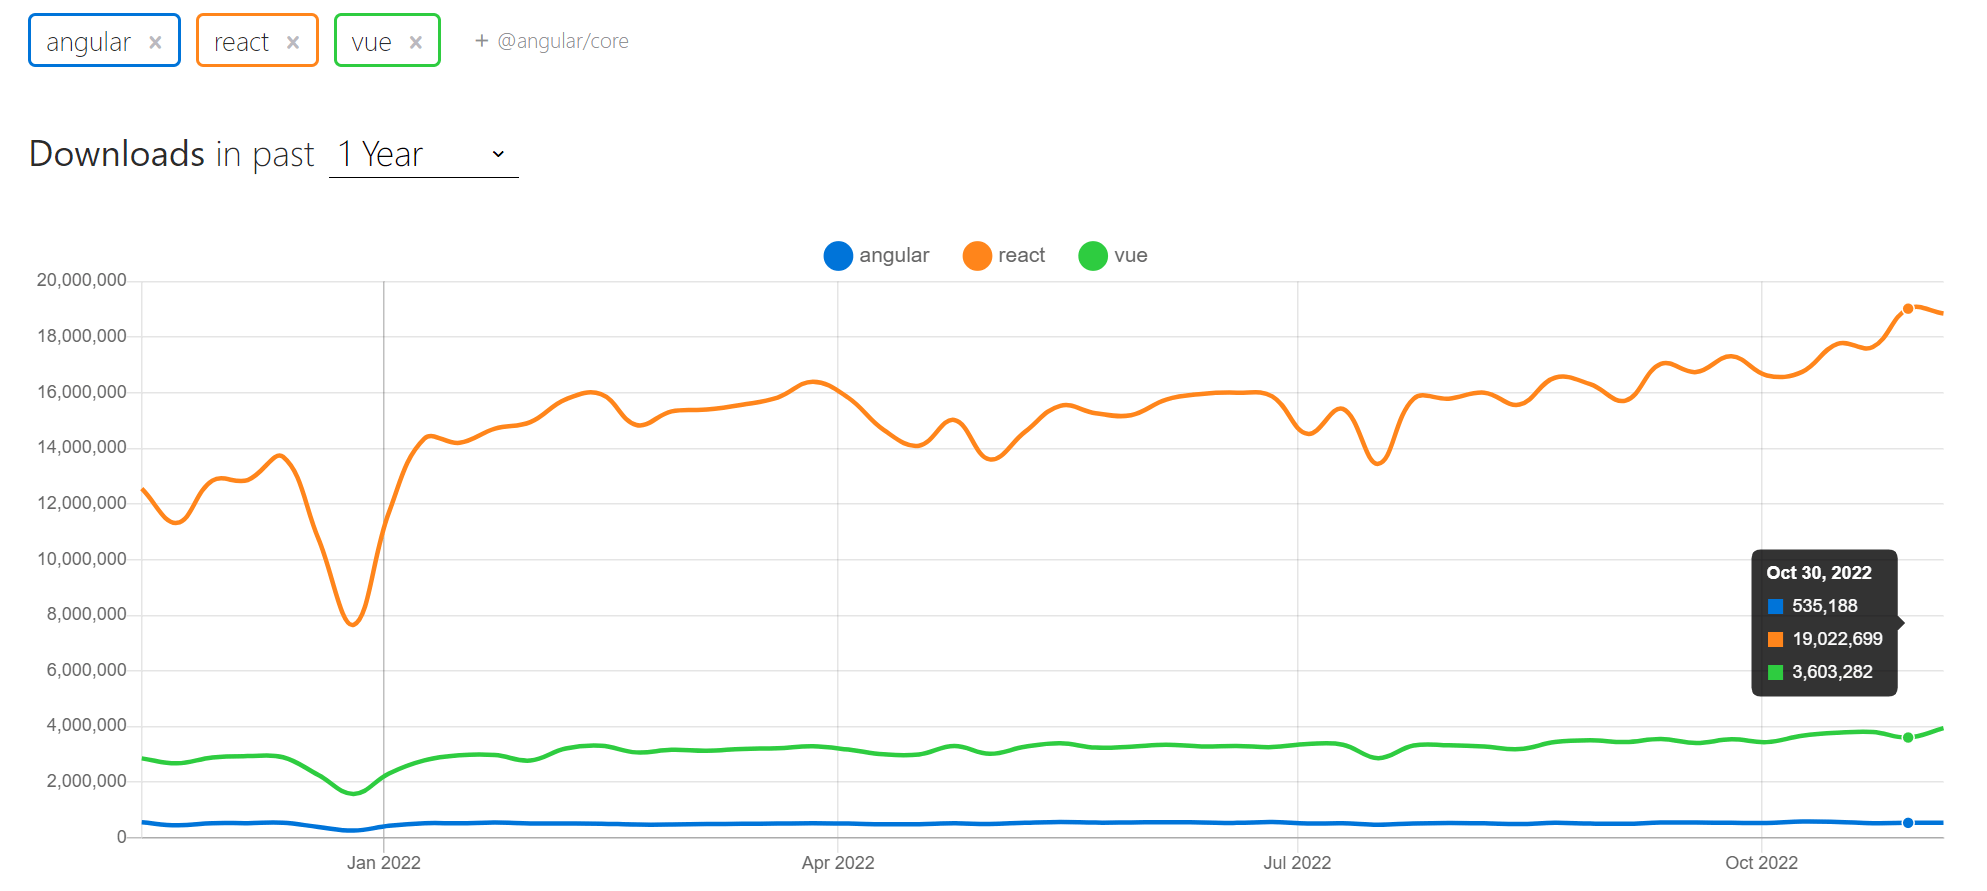 angular × react × vue × + @angular/core
Downloads in past 1 Year
angular react vue
20,000,000
18,000,000
16,000,000
14,000,000
12,000,000
10,000,000
8,000,000
6,000,000
4,000,000
2,000,000
0
Oct 30, 2022
535,188
19,022,699
3,603,282
Jan 2022 Apr 2022 Jul 2022 Oct 2022